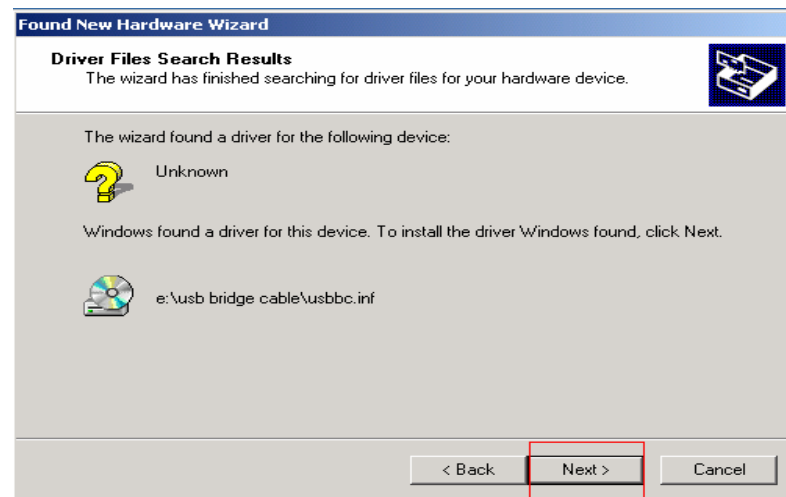 Found New Hardware Wizard
Driver Files Search Results
The wizard has finished searching for driver files for your hardware device.
The wizard found a driver for the following device:
Unknown
Windows found a driver for this device. To install the driver Windows found, click Next.
e:\usb bridge cable\usbbc.inf
< Back Next > Cancel